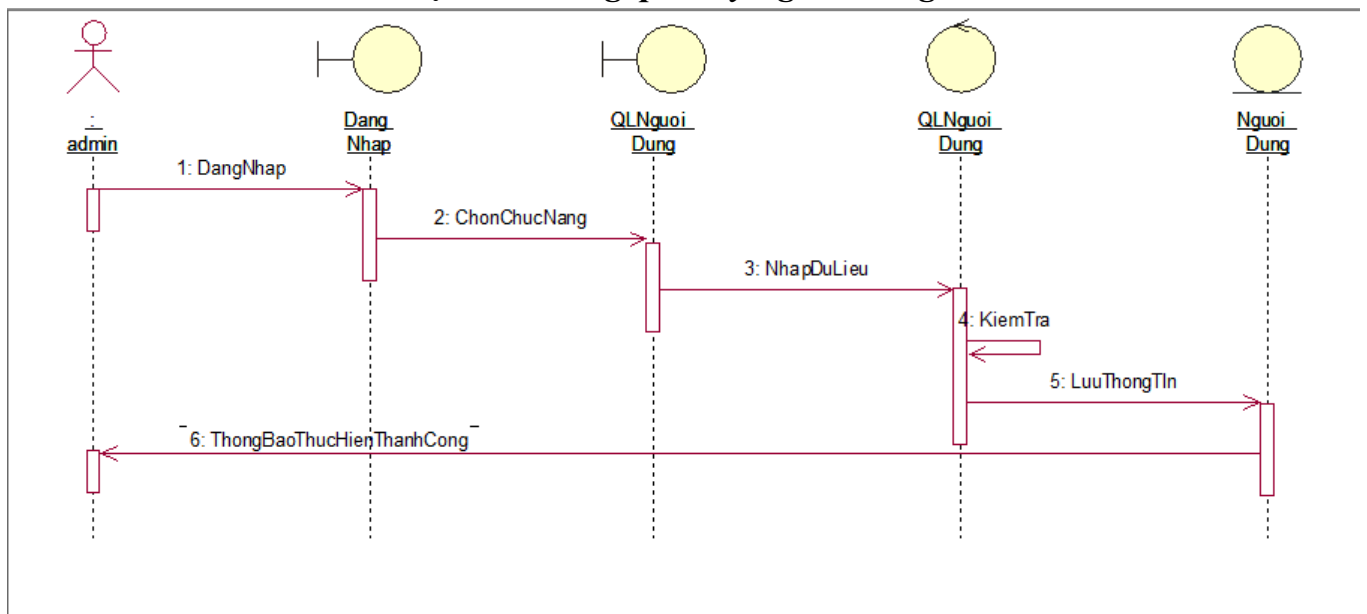 :
admin
Dang
Nhap
QLNguoi
Dung
QLNguoi
Dung
Nguoi
Dung
1: DangNhap
2: ChonChucNang
3: NhapDuLieu
4: KiemTra
5: LuuThongTIn
6: ThongBaoThucHienThanhCong